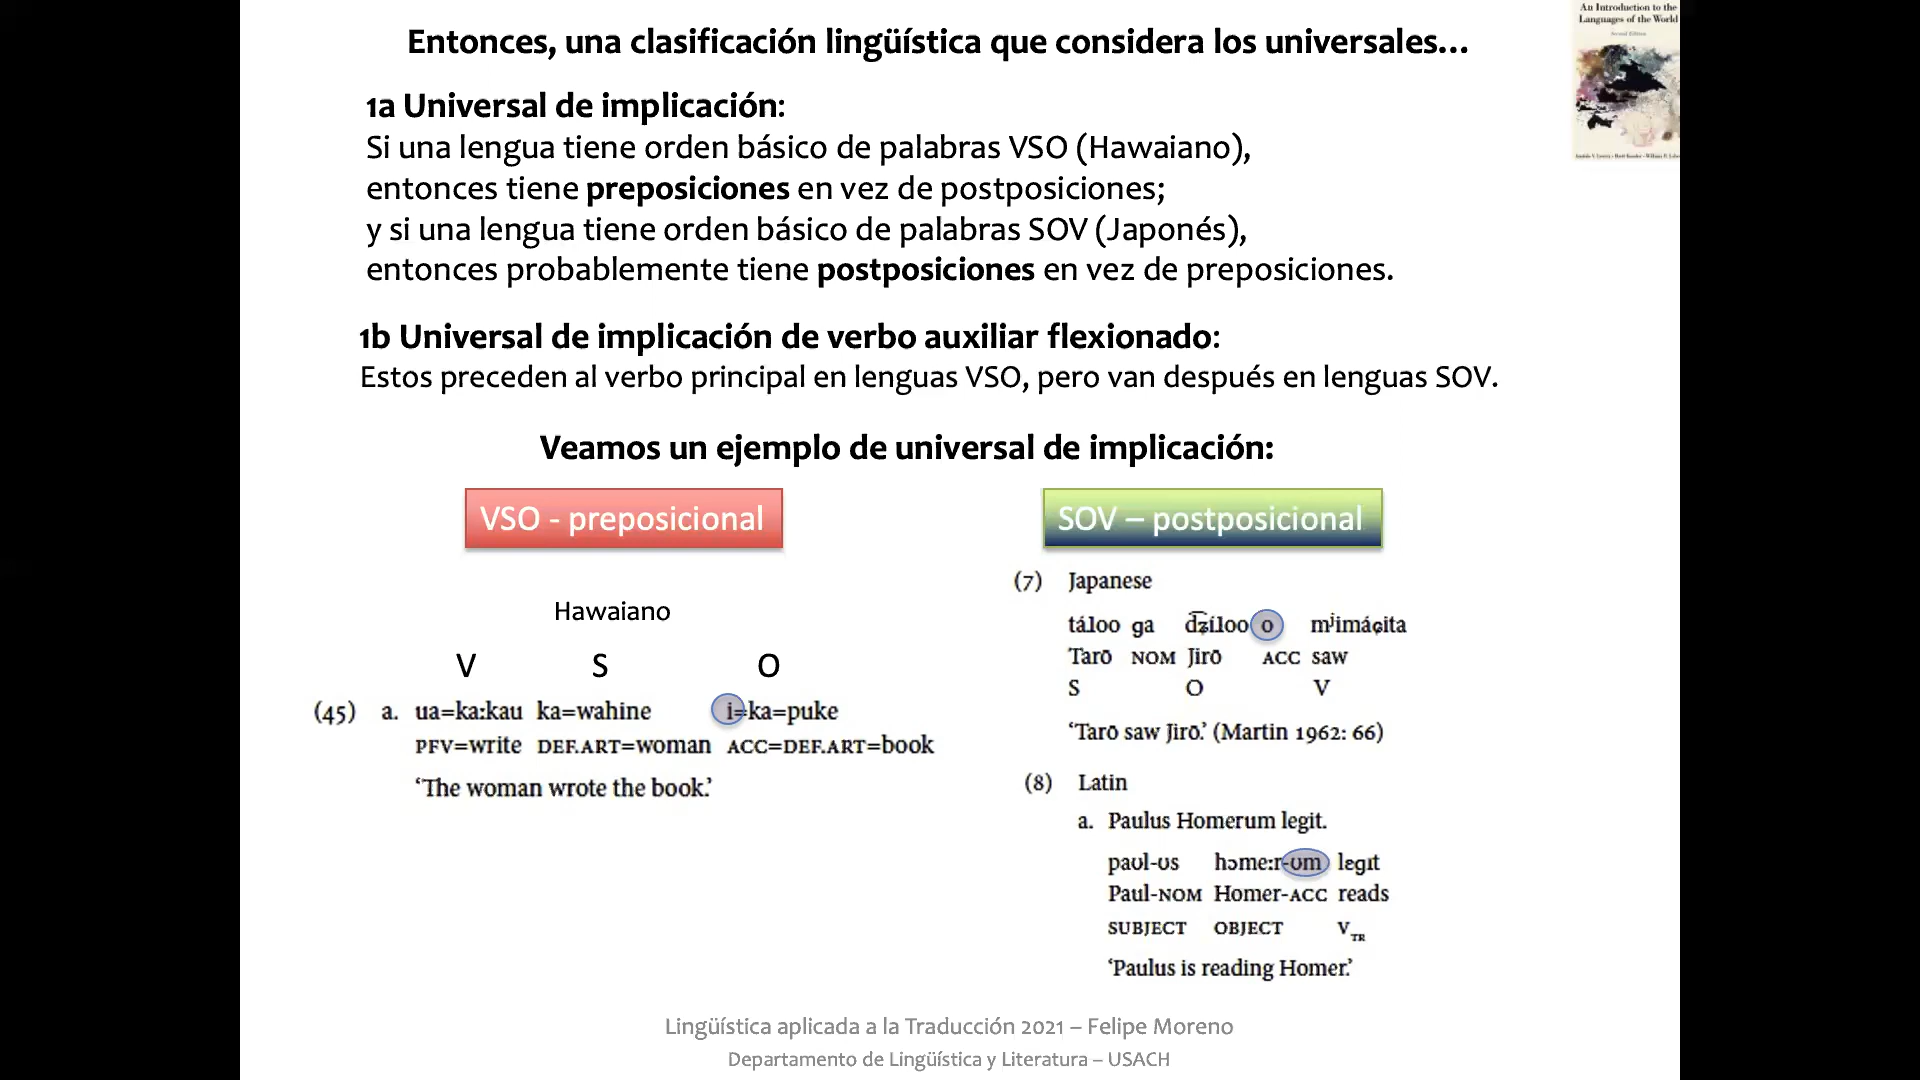 Entonces, una clasificación lingüística que considera los universales…
An Introduction to the
Languages of the World
Second Edition
1a Universal de implicación:
Si una lengua tiene orden básico de palabras VSO (Hawaiano),
entonces tiene preposiciones en vez de postposiciones;
y si una lengua tiene orden básico de palabras SOV (Japonés),
entonces probablemente tiene postposiciones en vez de preposiciones.
1b Universal de implicación de verbo auxiliar flexionado:
Estos preceden al verbo principal en lenguas VSO, pero van después en lenguas SOV.
Veamos un ejemplo de universal de implicación:
VSO - preposicional
Hawaiano
V S O
(45) a. ua=ka:kau ka=wahine i=ka=puke
PFV=write DEF.ART=woman ACC=DEF.ART=book
‘The woman wrote the book.’
SOV – postposicional
(7) Japanese
táɺoo ga d͡ʑíɺoo o mʲimáɕita
Tarō NOM Jirō ACC saw
S O V
‘Tarō saw Jirō.’ (Martin 1962: 66)
(8) Latin
a. Paulus Homerum legit.
paʊl-ʊs hɔme:r-ʊm lɛgɪt
Paul-NOM Homer-ACC reads
SUBJECT OBJECT V TR
‘Paulus is reading Homer.’
Lingüística aplicada a la Traducción 2021 – Felipe Moreno
Departamento de Lingüística y Literatura – USACH